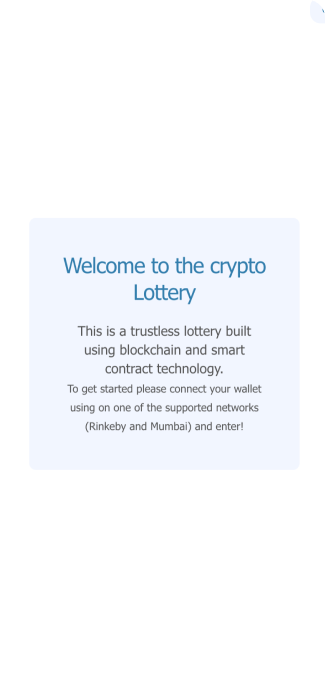 Welcome to the crypto
Lottery
This is a trustless lottery built
using blockchain and smart
contract technology.
To get started please connect your wallet
using on one of the supported networks
(Rinkeby and Mumbai) and enter!